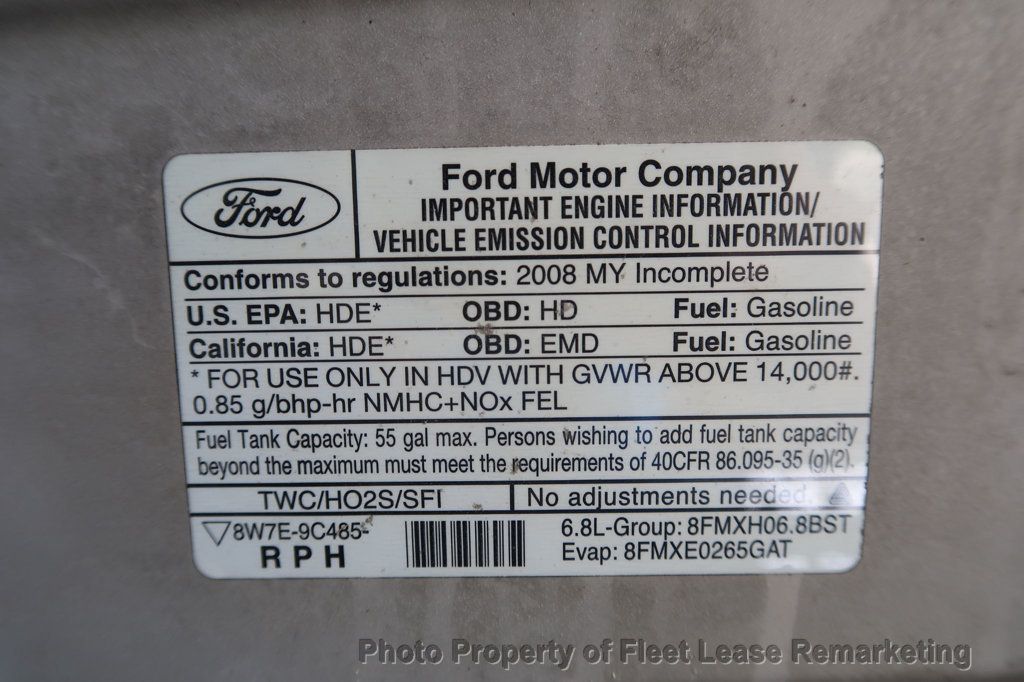 Ford
Ford Motor Company
IMPORTANT ENGINE INFORMATION/
VEHICLE EMISSION CONTROL INFORMATION
Conforms to regulations: 2008 MY Incomplete
U.S. EPA: HDE* OBD: HD Fuel: Gasoline
California: HDE* OBD: EMD Fuel: Gasoline
* FOR USE ONLY IN HDV WITH GVWR ABOVE 14,000#.
0.85 g/bhp-hr NMHC+NOx FEL
Fuel Tank Capacity: 55 gal max. Persons wishing to add fuel tank capacity
beyond the maximum must meet the requirements of 40CFR 86.095-35 (g)(2).
TWC/HO2S/SFI No adjustments needed.
8W7E-9C485- 6.8L-Group: 8FMXH06.8BST
RPH Evap: 8FMXE0265GAT
Photo Property of Fleet Lease Remarketing